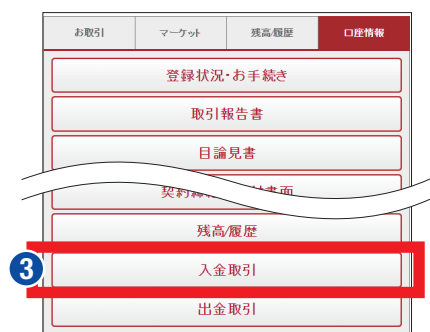 お取引 マーケット 残高/履歴 口座情報
登録状況・お手続き
取引報告書
目論見書
残高/履歴
3 入金取引
出金取引